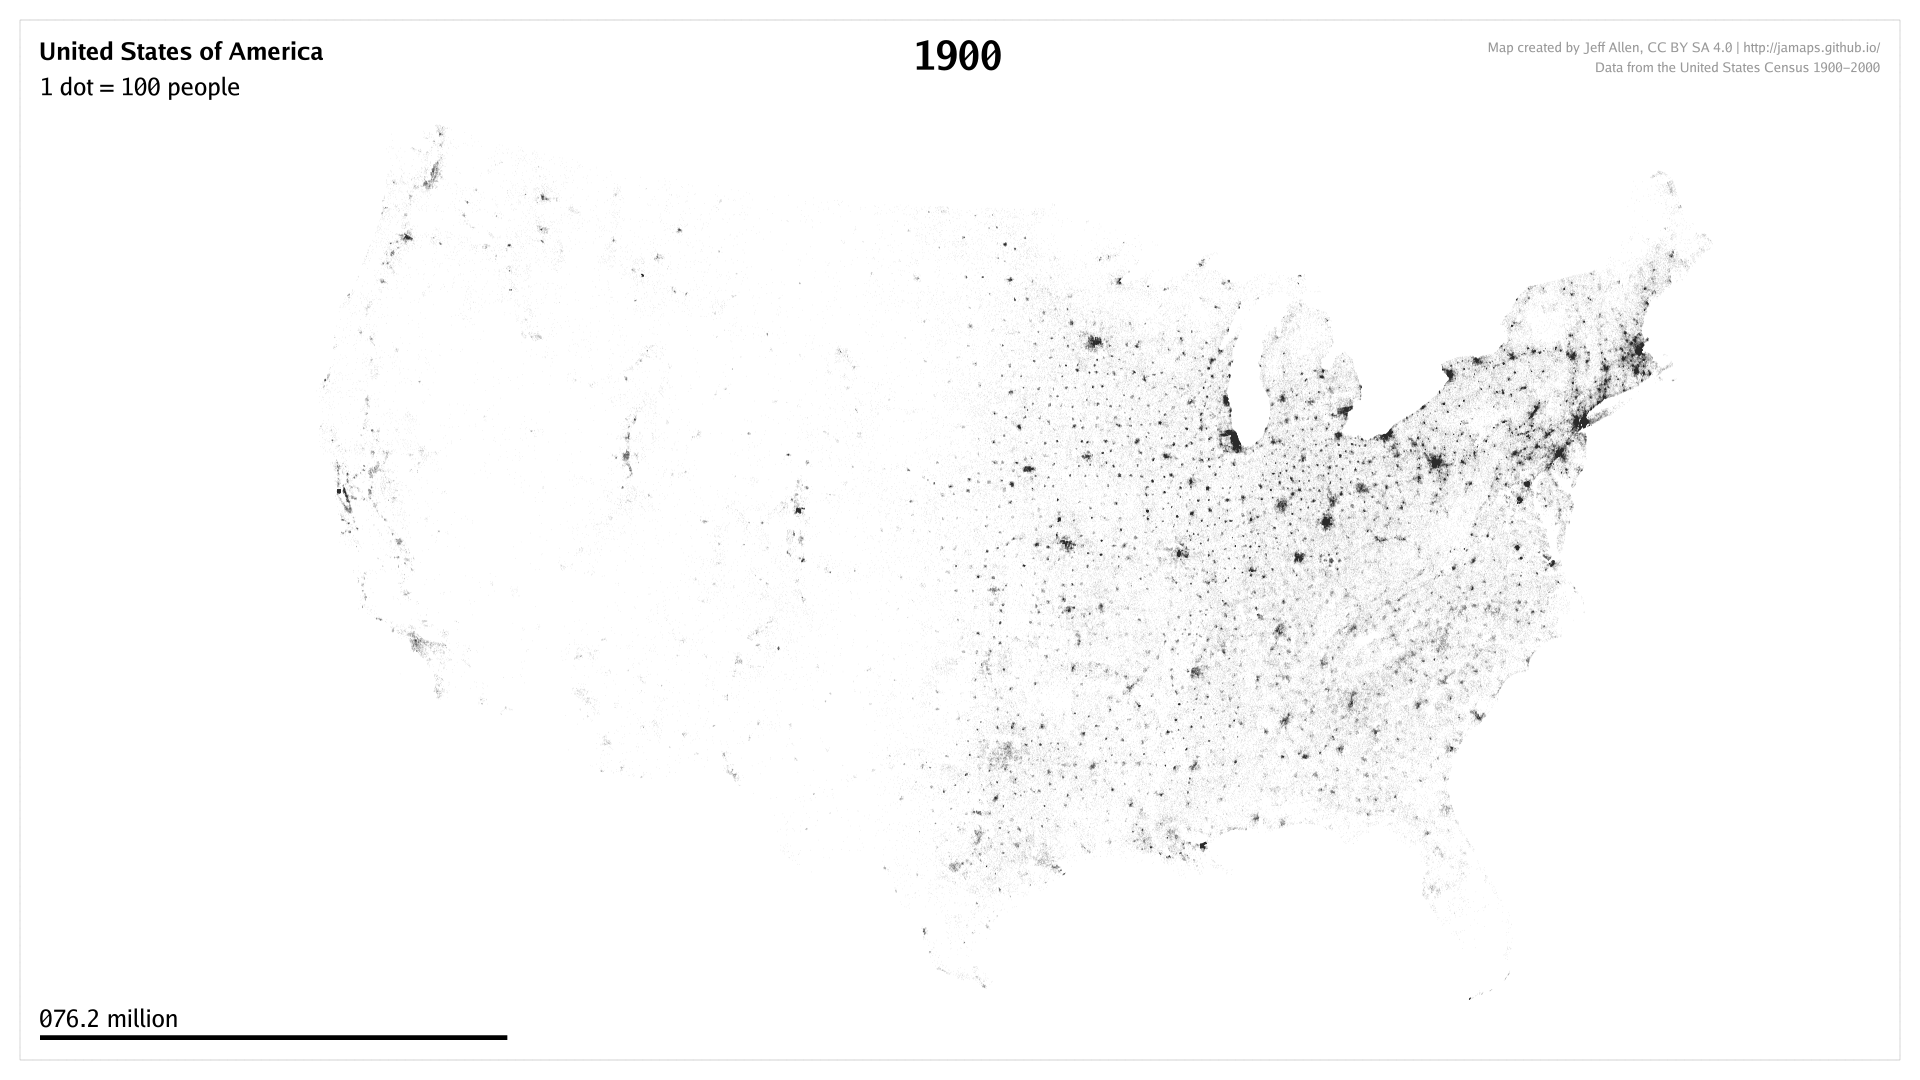 United States of America
1 dot = 100 people
1900
Map created by Jeff Allen, CC BY SA 4.0 | http://jamaps.github.io/
Data from the United States Census 1900–2000
076.2 million